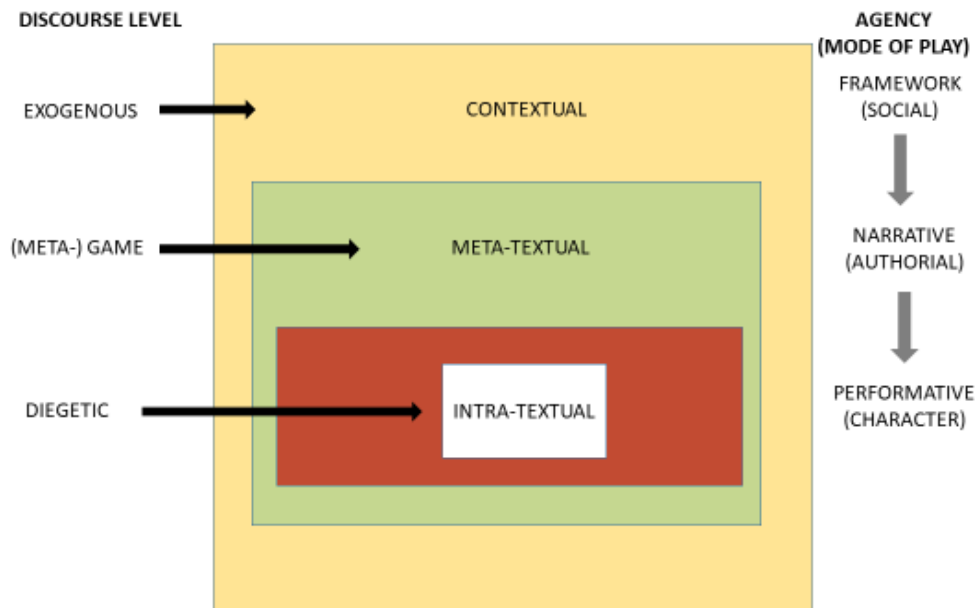 DISCOURSE LEVEL
AGENCY
(MODE OF PLAY)
EXOGENOUS
CONTEXTUAL
FRAMEWORK
(SOCIAL)
(META-) GAME
META-TEXTUAL
NARRATIVE
(AUTHORIAL)
DIEGETIC
INTRA-TEXTUAL
PERFORMATIVE
(CHARACTER)